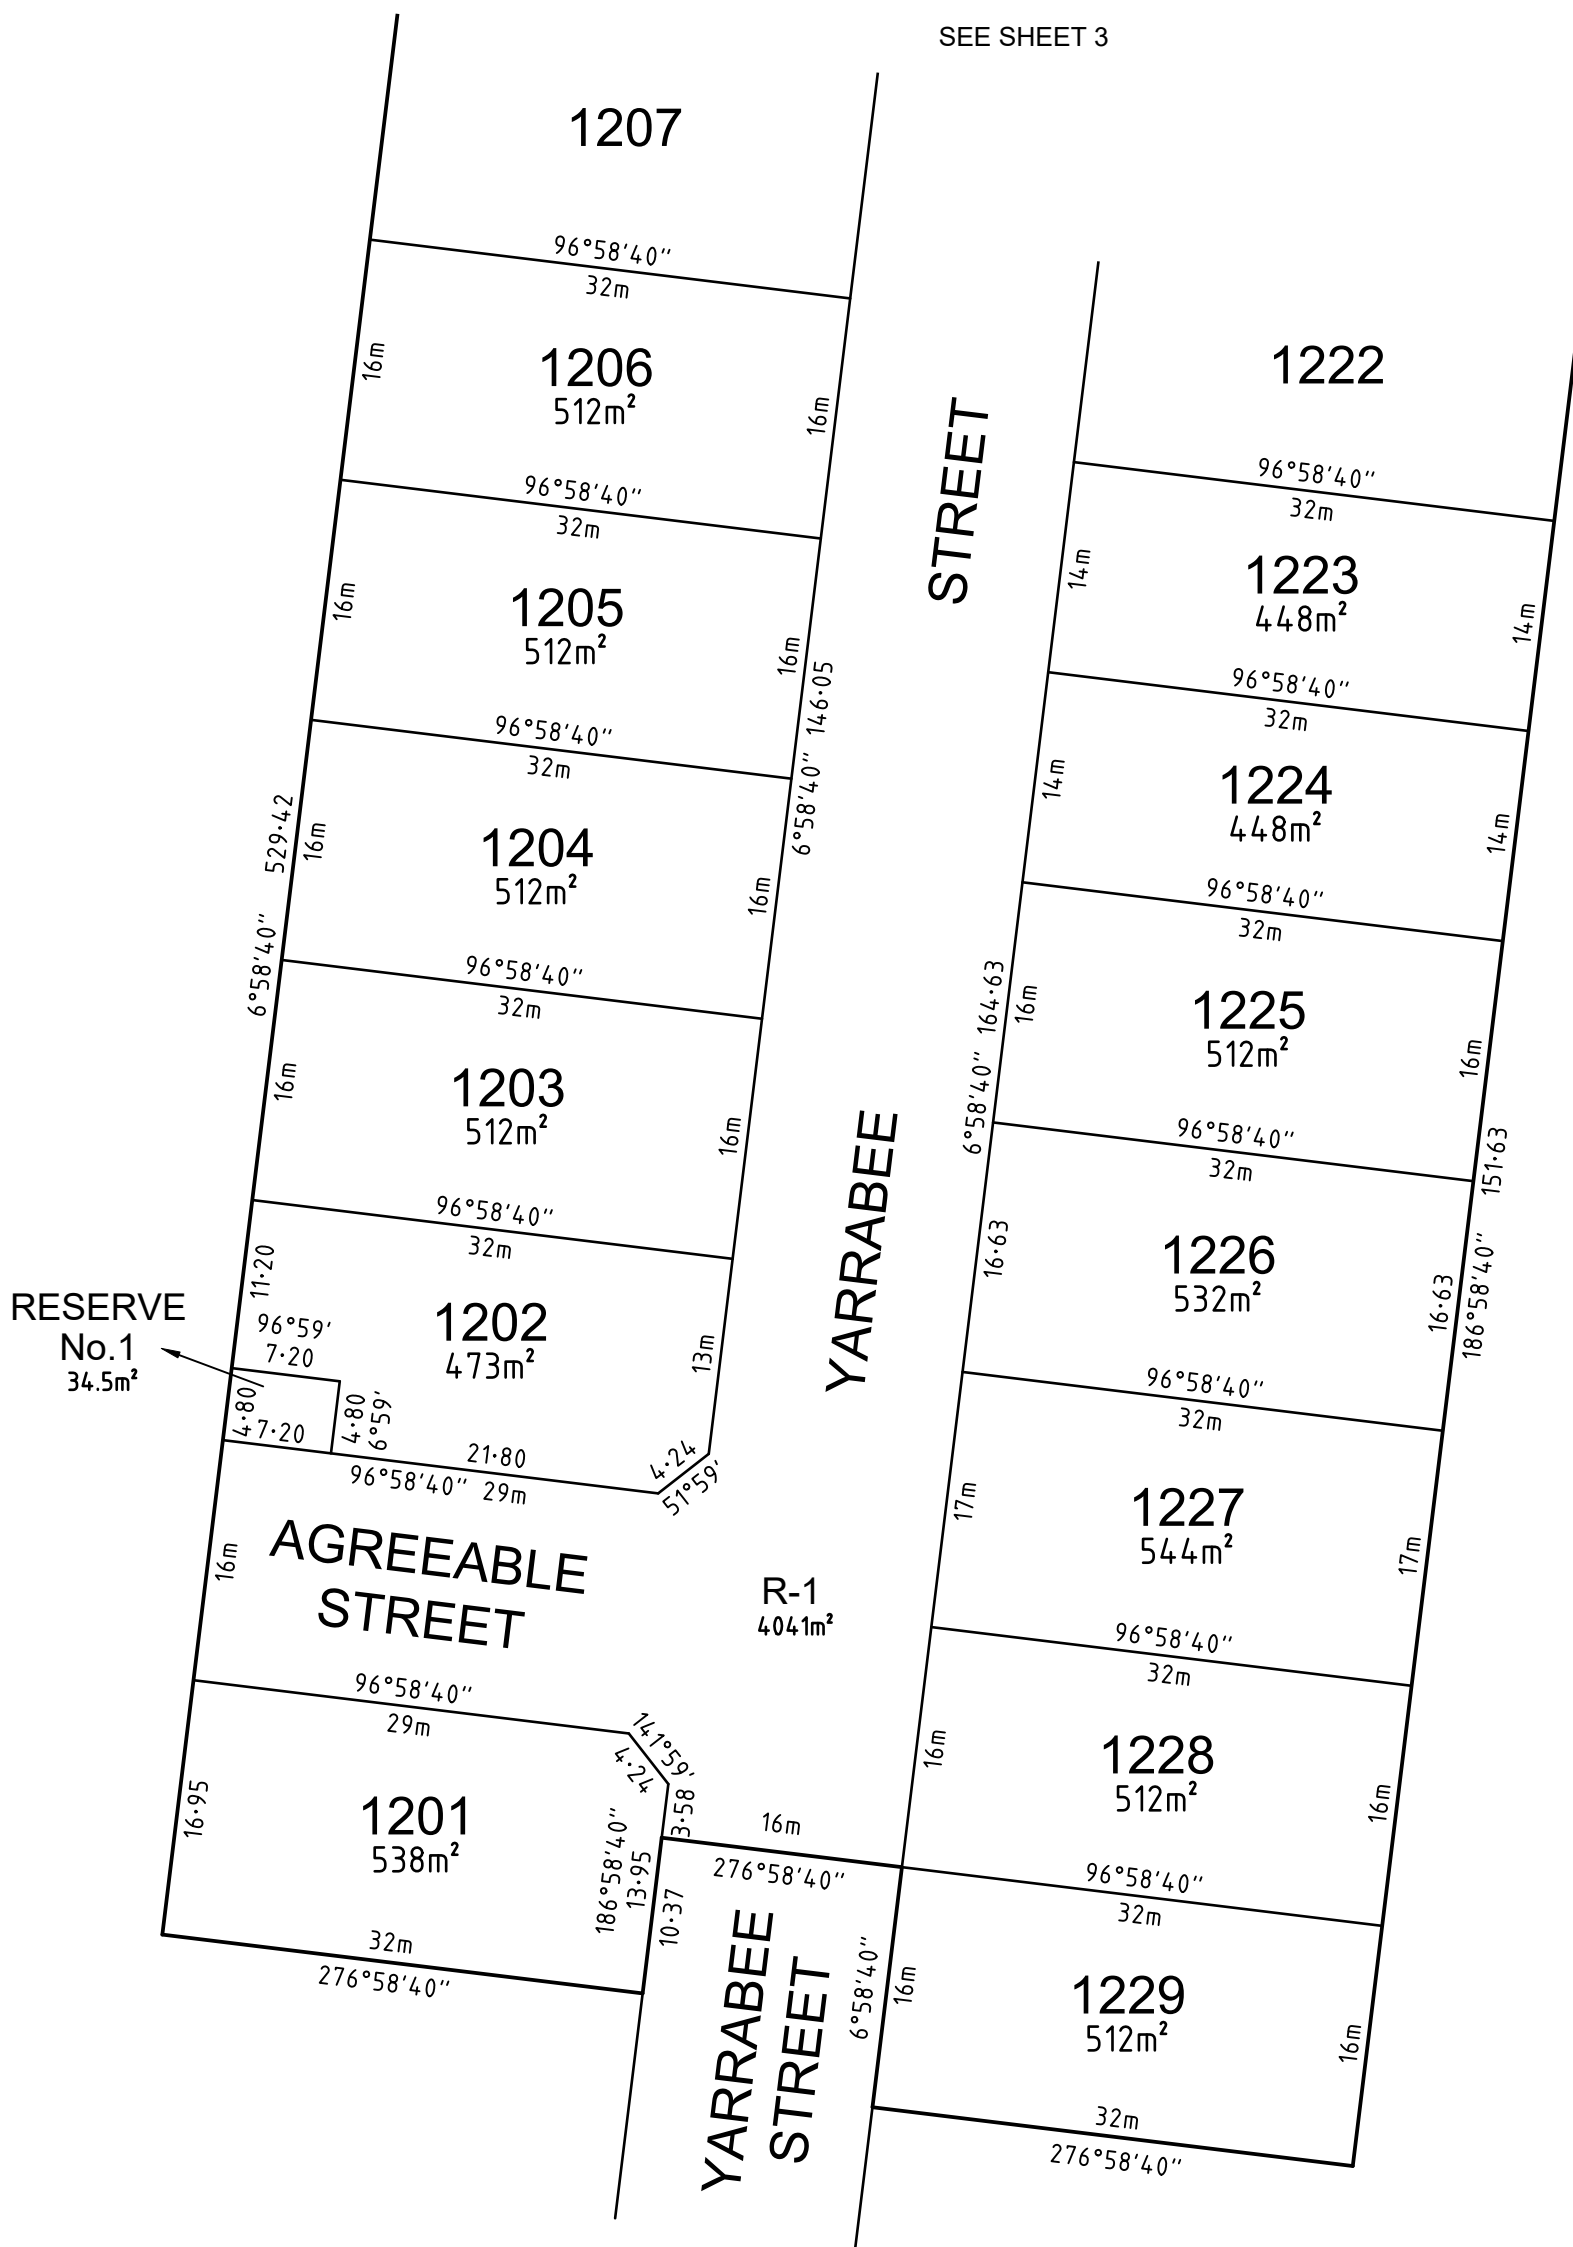 SEE SHEET 3
1207
96°58'40"
32m
16m
1206
512m²
16m
96°58'40"
32m
16m
1205
512m²
16m
96°58'40"
32m
6°58'40" 146·05
16m
1204
512m²
16m
6°58'40" 529·42
96°58'40"
32m
16m
1203
512m²
16m
96°58'40"
32m
11·20
1202
473m²
13m
96°59'
7·20
RESERVE
No.1
34.5m²
4·80
7·20
4·80
6°59'
21·80
96°58'40" 29m
4·24
51°59'
16m
AGREEABLE
STREET
R-1
4041m²
96°58'40"
29m
141°59'
4·24
3·58
16·95
1201
538m²
186°58'40"
13·95
10·37
32m
276°58'40"
16m
276°58'40"
YARRABEE
STREET
YARRABEE STREET
1222
96°58'40"
32m
14m
1223
448m²
14m
96°58'40"
32m
14m
1224
448m²
14m
96°58'40"
32m
6°58'40" 164·63
16m
1225
512m²
16m
96°58'40"
32m
186°58'40" 151·63
16·63
1226
532m²
16·63
96°58'40"
32m
17m
1227
544m²
17m
96°58'40"
32m
16m
1228
512m²
16m
96°58'40"
32m
6°58'40"
16m
1229
512m²
16m
32m
276°58'40"